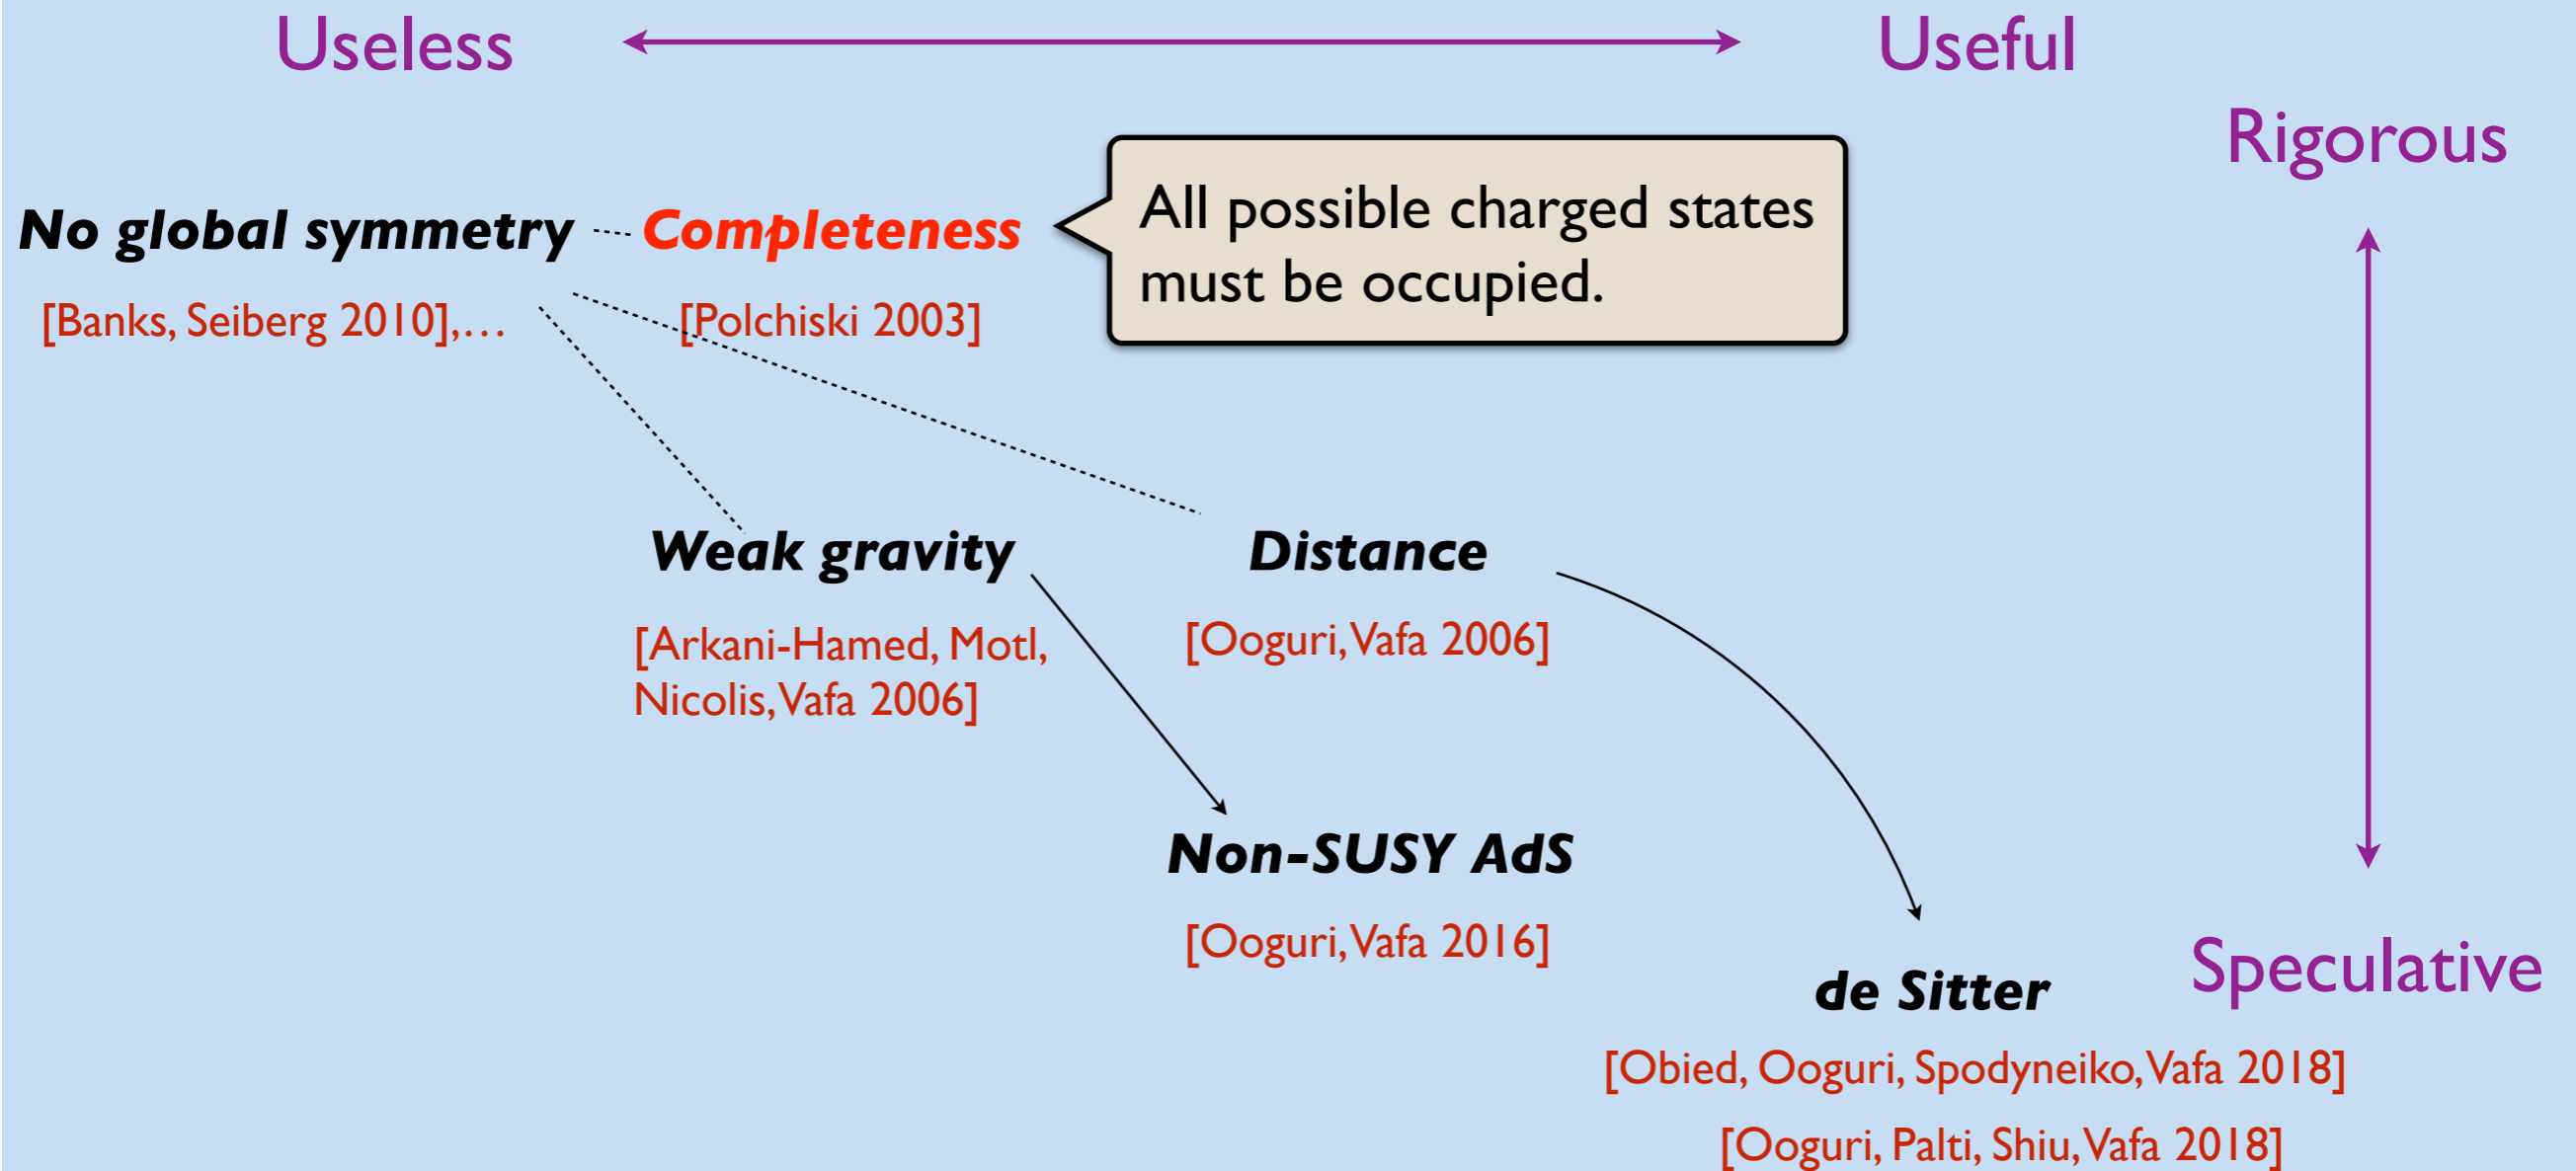 Useless
Useful
Rigorous
No global symmetry
Completeness
All possible charged states
must be occupied.
[Banks, Seiberg 2010],…
[Polchiski 2003]
Weak gravity
Distance
[Arkani-Hamed, Motl,
Nicolis, Vafa 2006]
[Ooguri, Vafa 2006]
Non-SUSY AdS
[Ooguri, Vafa 2016]
Speculative
de Sitter
[Obied, Ooguri, Spodyneiko, Vafa 2018]
[Ooguri, Palti, Shiu, Vafa 2018]